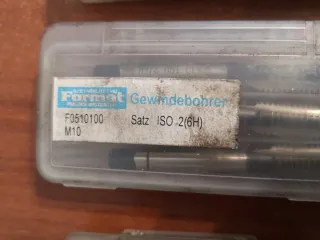 Format
Gewindebohrer
F0510100 Satz ISO 2(6H)
M10